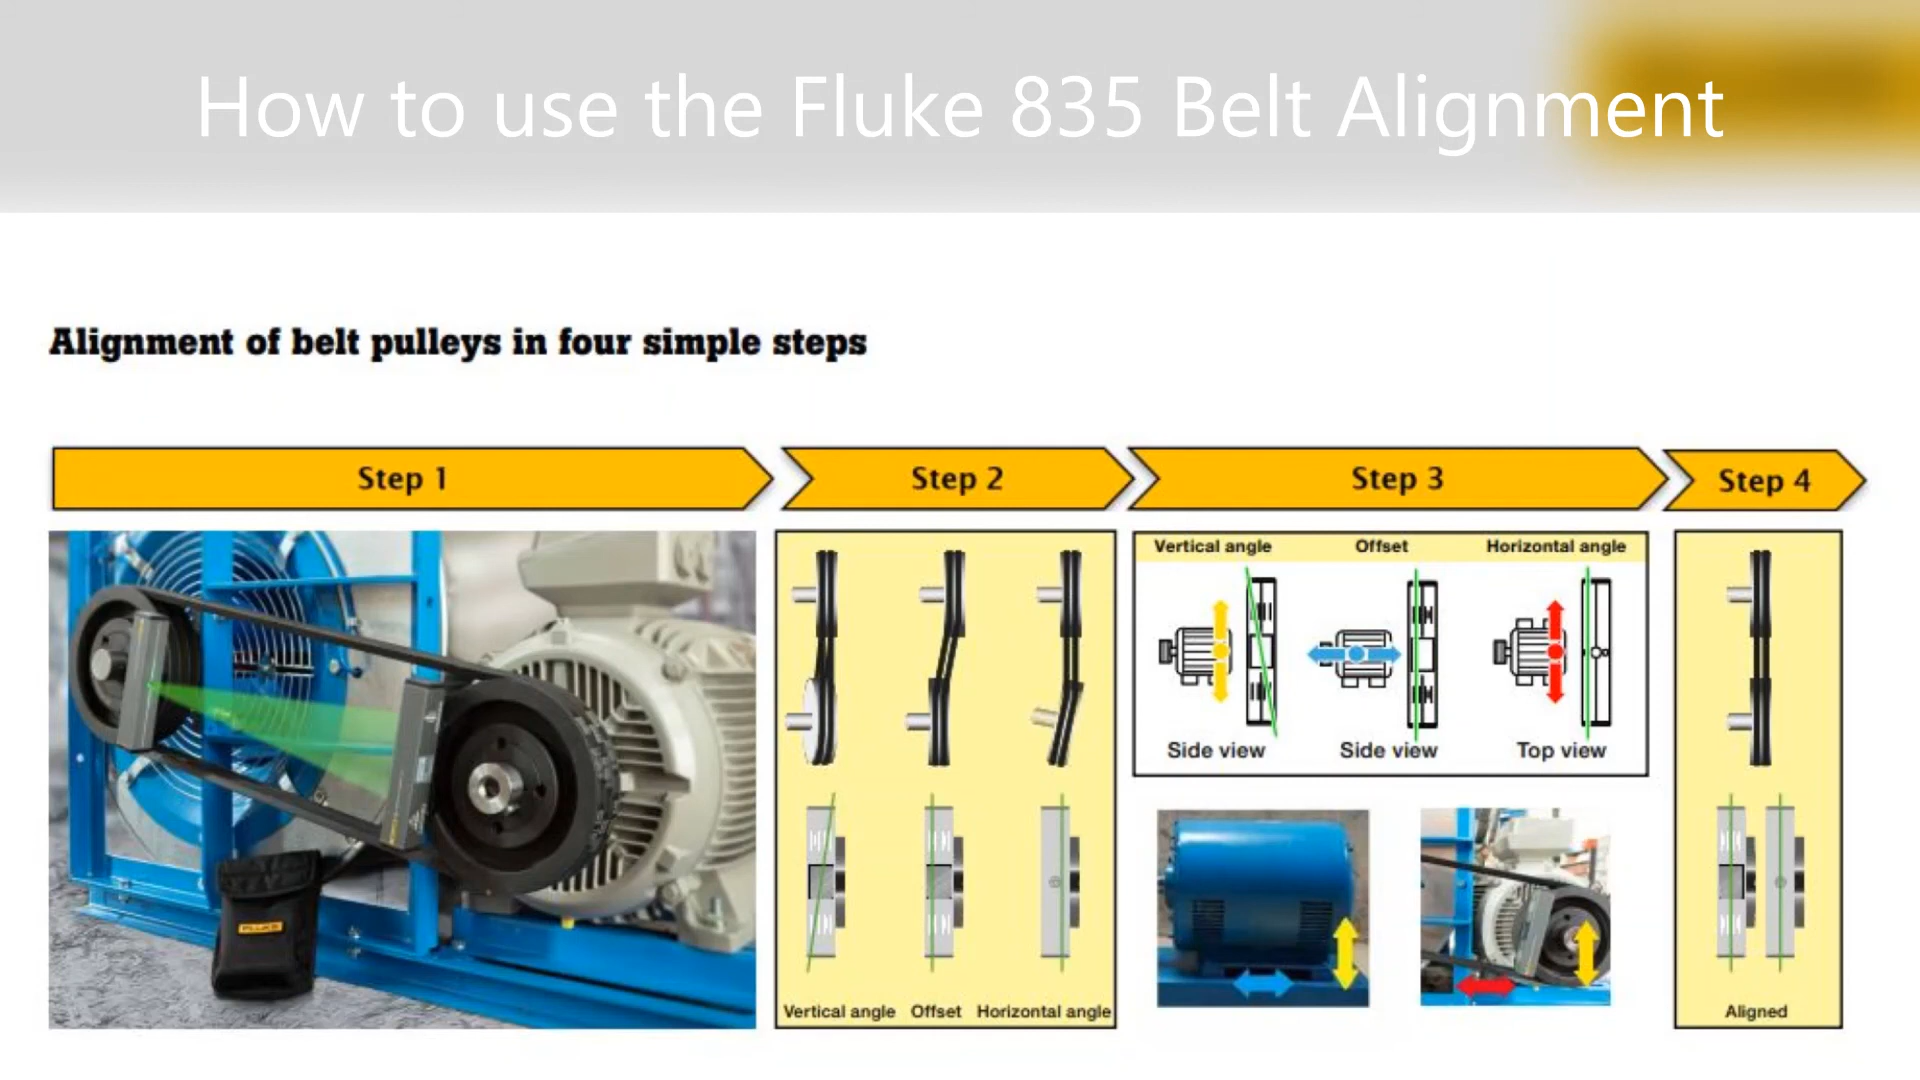 How to use the Fluke 835 Belt Alignment
Alignment of belt pulleys in four simple steps
Step 1
Step 2
Step 3
Step 4
FLUKE
Vertical angle Offset Horizontal angle
Vertical angle Offset Horizontal angle
Side view Side view Top view
Aligned